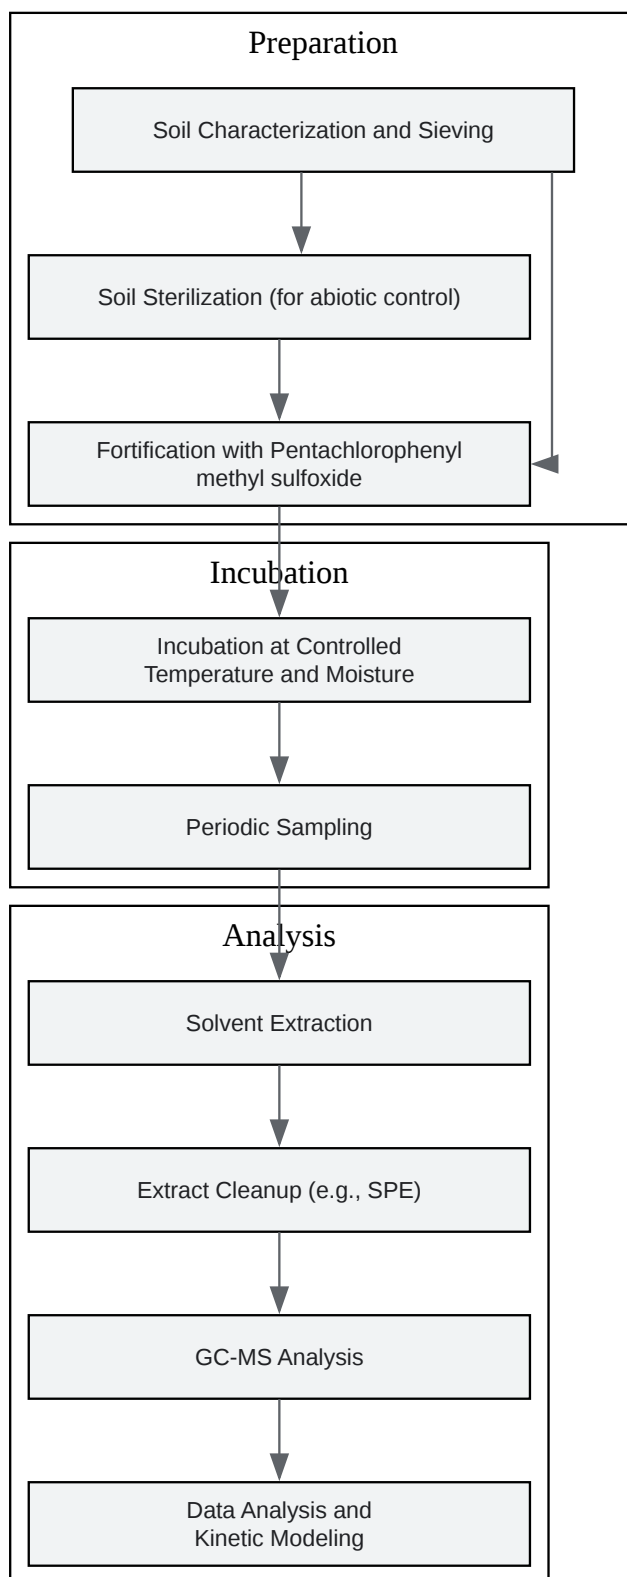 Preparation
Soil Characterization and Sieving
Soil Sterilization (for abiotic control)
Fortification with Pentachlorophenyl
methyl sulfoxide
Incubation
Incubation at Controlled
Temperature and Moisture
Periodic Sampling
Analysis
Solvent Extraction
Extract Cleanup (e.g., SPE)
GC-MS Analysis
Data Analysis and
Kinetic Modeling